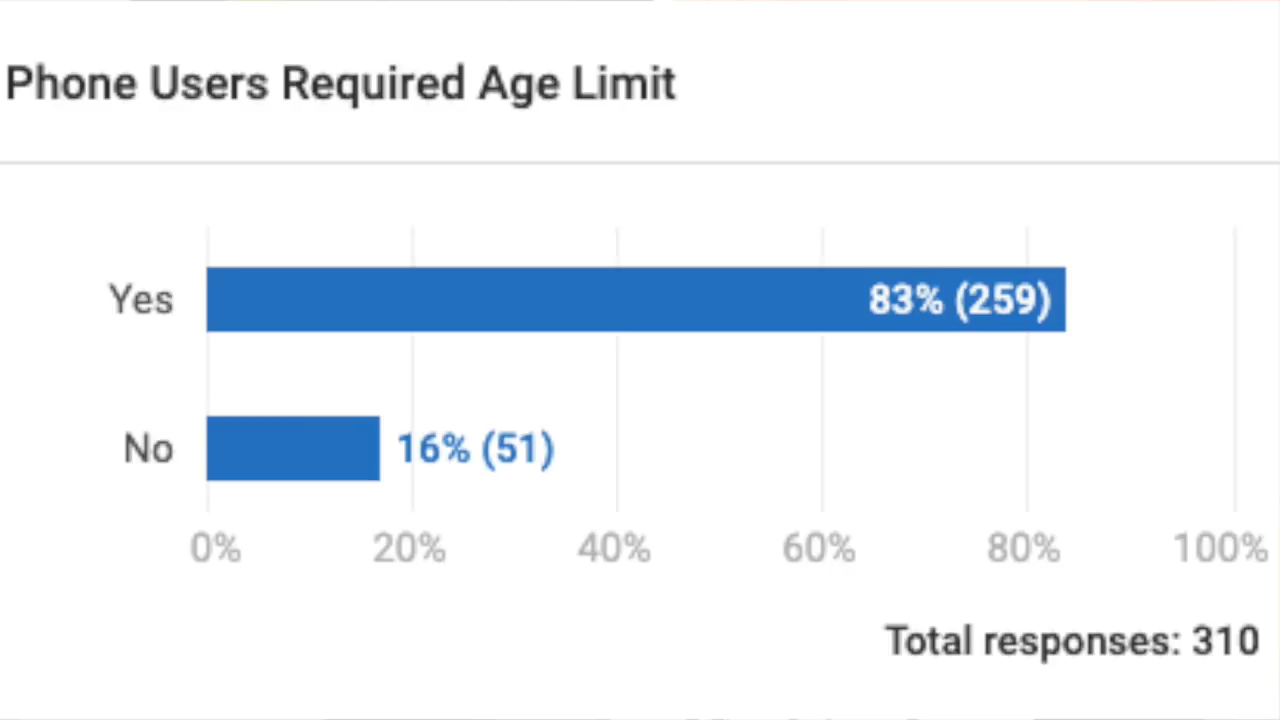 Phone Users Required Age Limit
Yes 83% (259)
No 16% (51)
0% 20% 40% 60% 80% 100%
Total responses: 310